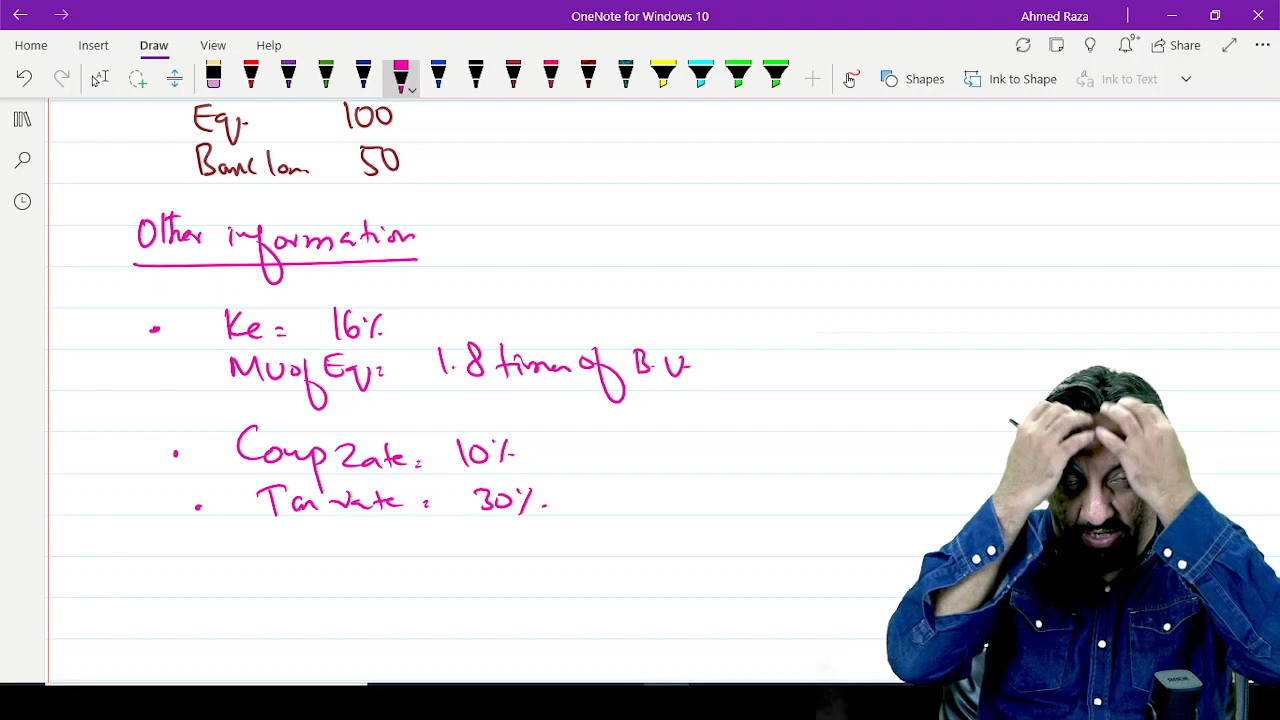 OneNote for Windows 10
Ahmed Raza
Home Insert Draw View Help
Share
Shapes Ink to Shape Ink to Text
Eq. 100
Bank loan 50
Other information
• Ke = 16%
MV of Eq = 1.8 times of B.V
• Coup rate = 10%
• Tax rate = 30%.
RODE